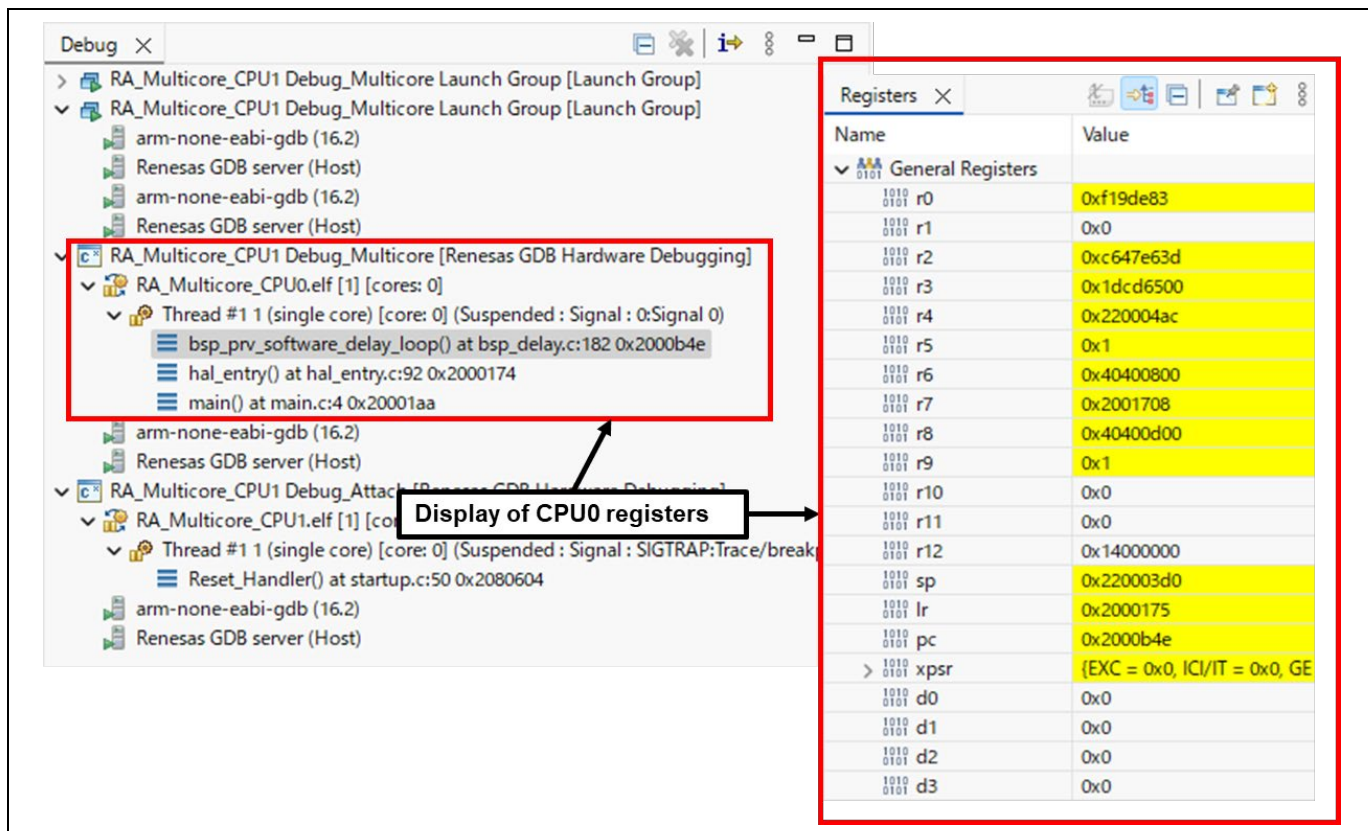 Debug
RA_Multicore_CPU1 Debug_Multicore Launch Group [Launch Group]
RA_Multicore_CPU1 Debug_Multicore Launch Group [Launch Group]
arm-none-eabi-gdb (16.2)
Renesas GDB server (Host)
arm-none-eabi-gdb (16.2)
Renesas GDB server (Host)
RA_Multicore_CPU1 Debug_Multicore [Renesas GDB Hardware Debugging]
RA_Multicore_CPU0.elf [1] [cores: 0]
Thread #1 1 (single core) [core: 0] (Suspended : Signal : 0:Signal 0)
bsp_prv_software_delay_loop() at bsp_delay.c:182 0x2000b4e
hal_entry() at hal_entry.c:92 0x2000174
main() at main.c:4 0x20001aa
arm-none-eabi-gdb (16.2)
Renesas GDB server (Host)
RA_Multicore_CPU1 Debug_Attach
RA_Multicore_CPU1.elf [1]
Thread #1 1 (single core) [core: 0] (Suspended : Signal : SIGTRAP:Trace/breakp
Reset_Handler() at startup.c:50 0x2080604
arm-none-eabi-gdb (16.2)
Renesas GDB server (Host)
Display of CPU0 registers
Registers
Name Value
General Registers
r0 0xf19de83
r1 0x0
r2 0xc647e63d
r3 0x1dcd6500
r4 0x220004ac
r5 0x1
r6 0x40400800
r7 0x2001708
r8 0x40400d00
r9 0x1
r10 0x0
r11 0x0
r12 0x14000000
sp 0x220003d0
lr 0x2000175
pc 0x2000b4e
xpsr {EXC = 0x0, ICI/IT = 0x0, GE
d0 0x0
d1 0x0
d2 0x0
d3 0x0